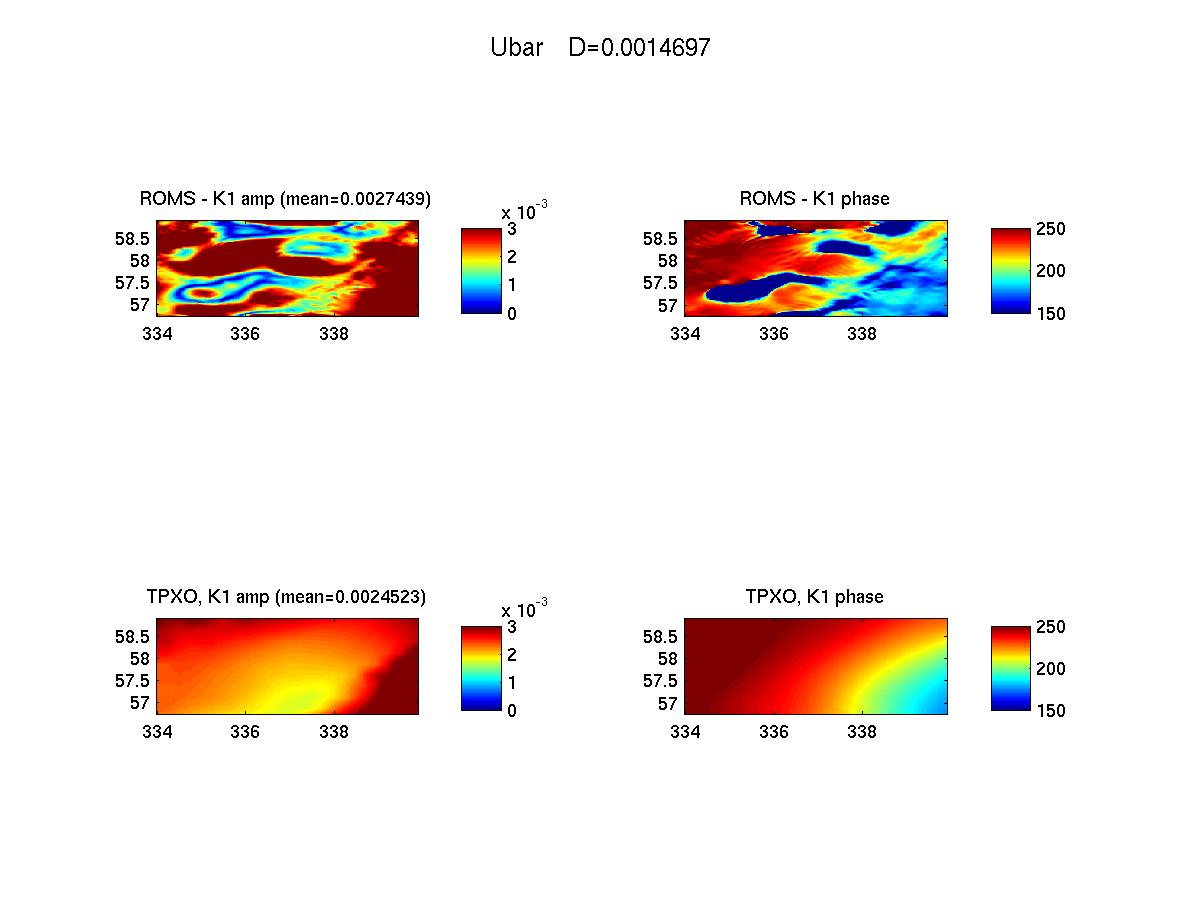 Ubar D=0.0014697
ROMS - K1 amp (mean=0.0027439)
x 10^-3
58.5
58
57.5
57
334 336 338
3
2
1
0
ROMS - K1 phase
58.5
58
57.5
57
334 336 338
250
200
150
TPXO, K1 amp (mean=0.0024523)
x 10^-3
58.5
58
57.5
57
334 336 338
3
2
1
0
TPXO, K1 phase
58.5
58
57.5
57
334 336 338
250
200
150